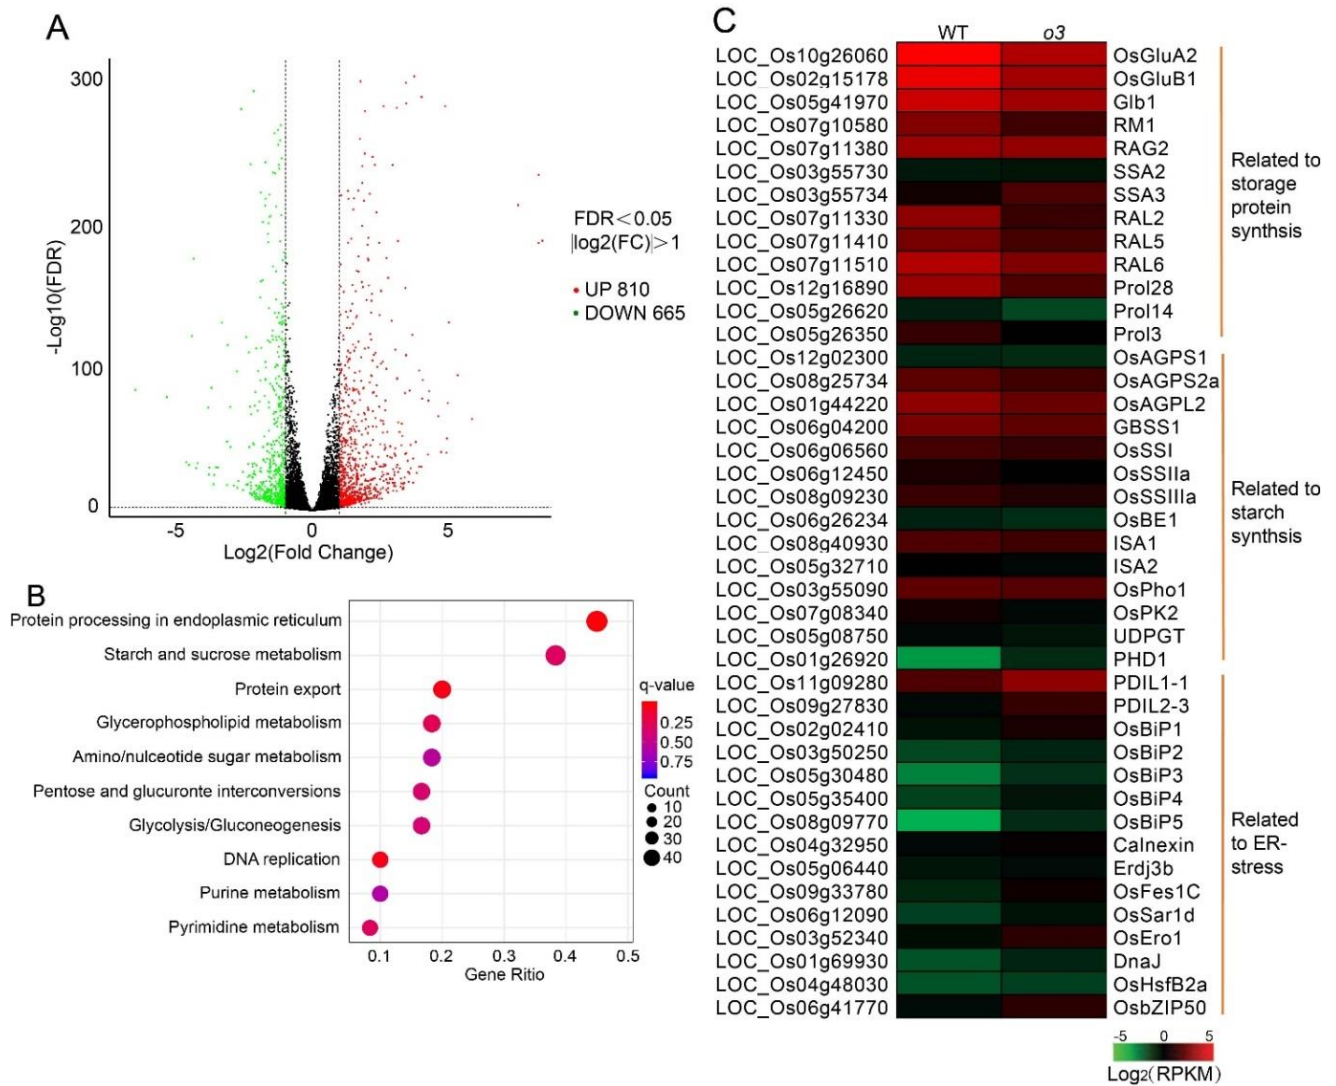 A
300
200
100
0
-Log10(FDR)
-5
0
5
Log2(Fold Change)
FDR<0.05
|log2(FC)|>1
UP 810
DOWN 665
B
Protein processing in endoplasmic reticulum
Starch and sucrose metabolism
Protein export
Glycerophospholipid metabolism
Amino/nulceotide sugar metabolism
Pentose and glucuronte interconversions
Glycolysis/Gluconeogenesis
DNA replication
Purine metabolism
Pyrimidine metabolism
0.1 0.2 0.3 0.4 0.5
Gene Ritio
q-value
0.25
0.50
0.75
Count
10
20
30
40
C
WT o3
LOC_Os10g26060 OsGluA2
LOC_Os02g15178 OsGluB1
LOC_Os05g41970 Glb1
LOC_Os07g10580 RM1
LOC_Os07g11380 RAG2
LOC_Os03g55730 SSA2
LOC_Os03g55734 SSA3
LOC_Os07g11330 RAL2
LOC_Os07g11410 RAL5
LOC_Os07g11510 RAL6
LOC_Os12g16890 Prol28
LOC_Os05g26620 Prol14
LOC_Os05g26350 Prol3
LOC_Os12g02300 OsAGPS1
LOC_Os08g25734 OsAGPS2a
LOC_Os01g44220 OsAGPL2
LOC_Os06g04200 GBSS1
LOC_Os06g06560 OsSSI
LOC_Os06g12450 OsSSIIa
LOC_Os08g09230 OsSSIIIa
LOC_Os06g26234 OsBE1
LOC_Os08g40930 ISA1
LOC_Os05g32710 ISA2
LOC_Os03g55090 OsPho1
LOC_Os07g08340 OsPK2
LOC_Os05g08750 UDPGT
LOC_Os01g26920 PHD1
LOC_Os11g09280 PDIL1-1
LOC_Os09g27830 PDIL2-3
LOC_Os02g02410 OsBiP1
LOC_Os03g50250 OsBiP2
LOC_Os05g30480 OsBiP3
LOC_Os05g35400 OsBiP4
LOC_Os08g09770 OsBiP5
LOC_Os04g32950 Calnexin
LOC_Os05g06440 Erdj3b
LOC_Os09g33780 OsFes1C
LOC_Os06g12090 OsSar1d
LOC_Os03g52340 OsEro1
LOC_Os01g69930 DnaJ
LOC_Os04g48030 OsHsfB2a
LOC_Os06g41770 OsbZIP50
Related to
storage
protein
synthsis
Related to
starch
synthsis
Related
to ER-
stress
-5 0 5
Log2(RPKM)